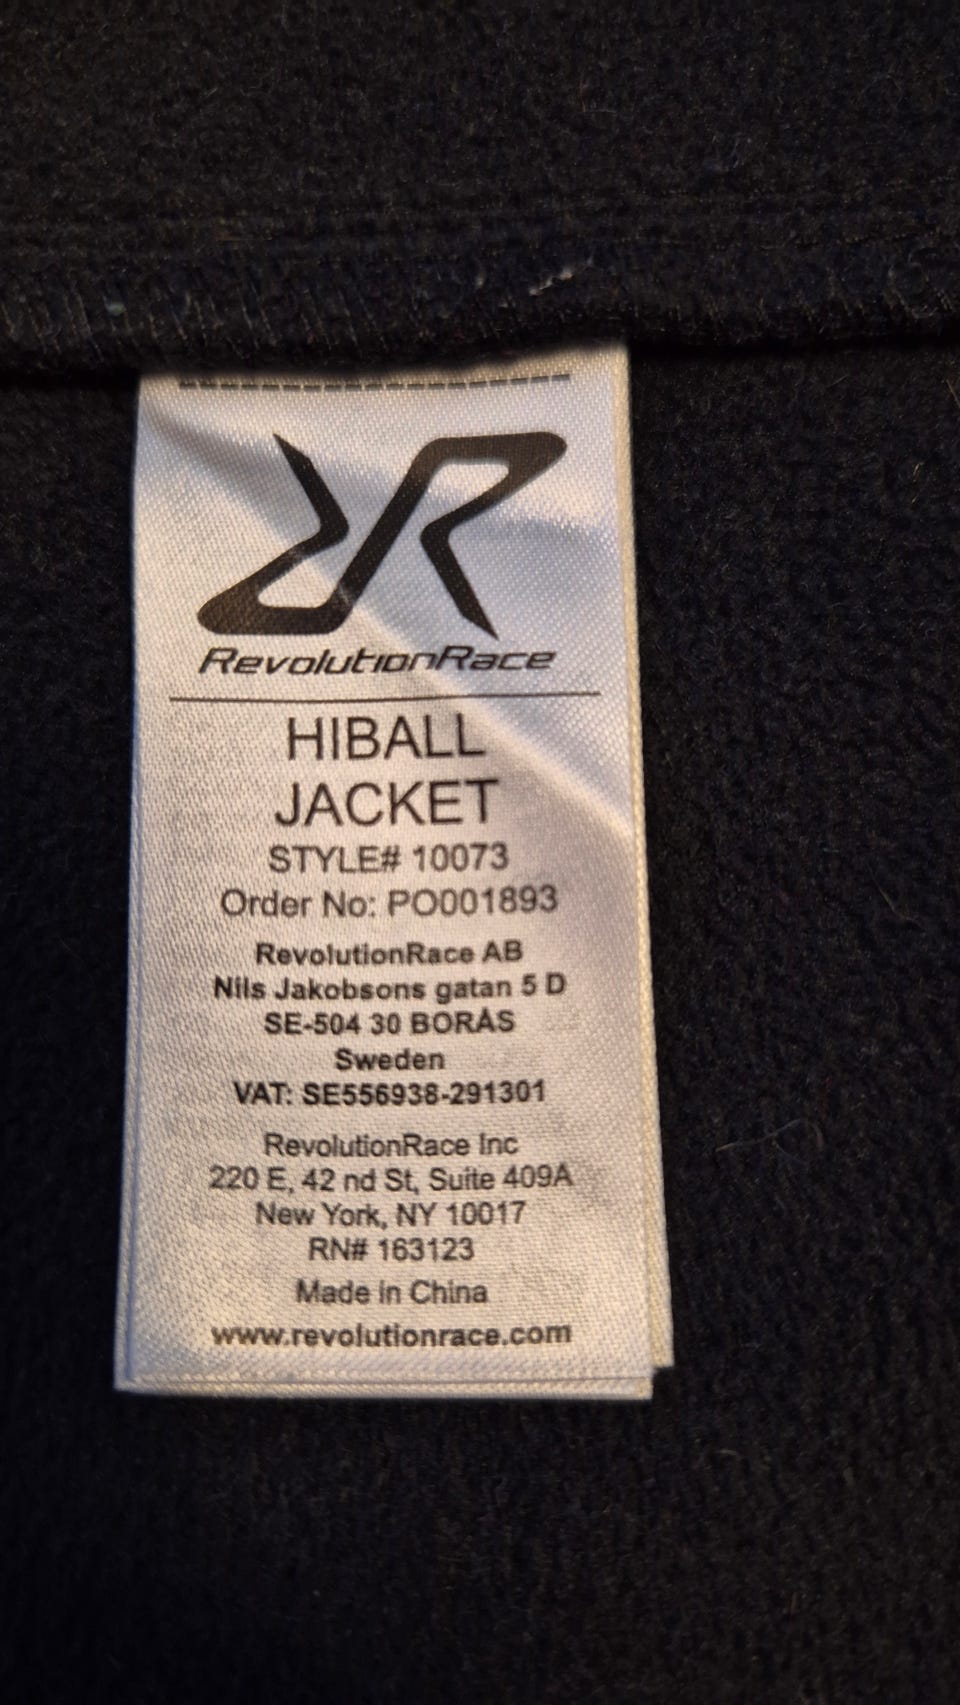 RevolutionRace
HIBALL
JACKET
STYLE# 10073
Order No: PO001893
RevolutionRace AB
Nils Jakobsons gatan 5 D
SE-504 30 BORÅS
Sweden
VAT: SE556938-291301
RevolutionRace Inc
220 E, 42 nd St, Suite 409A
New York, NY 10017
RN# 163123
Made in China
www.revolutionrace.com